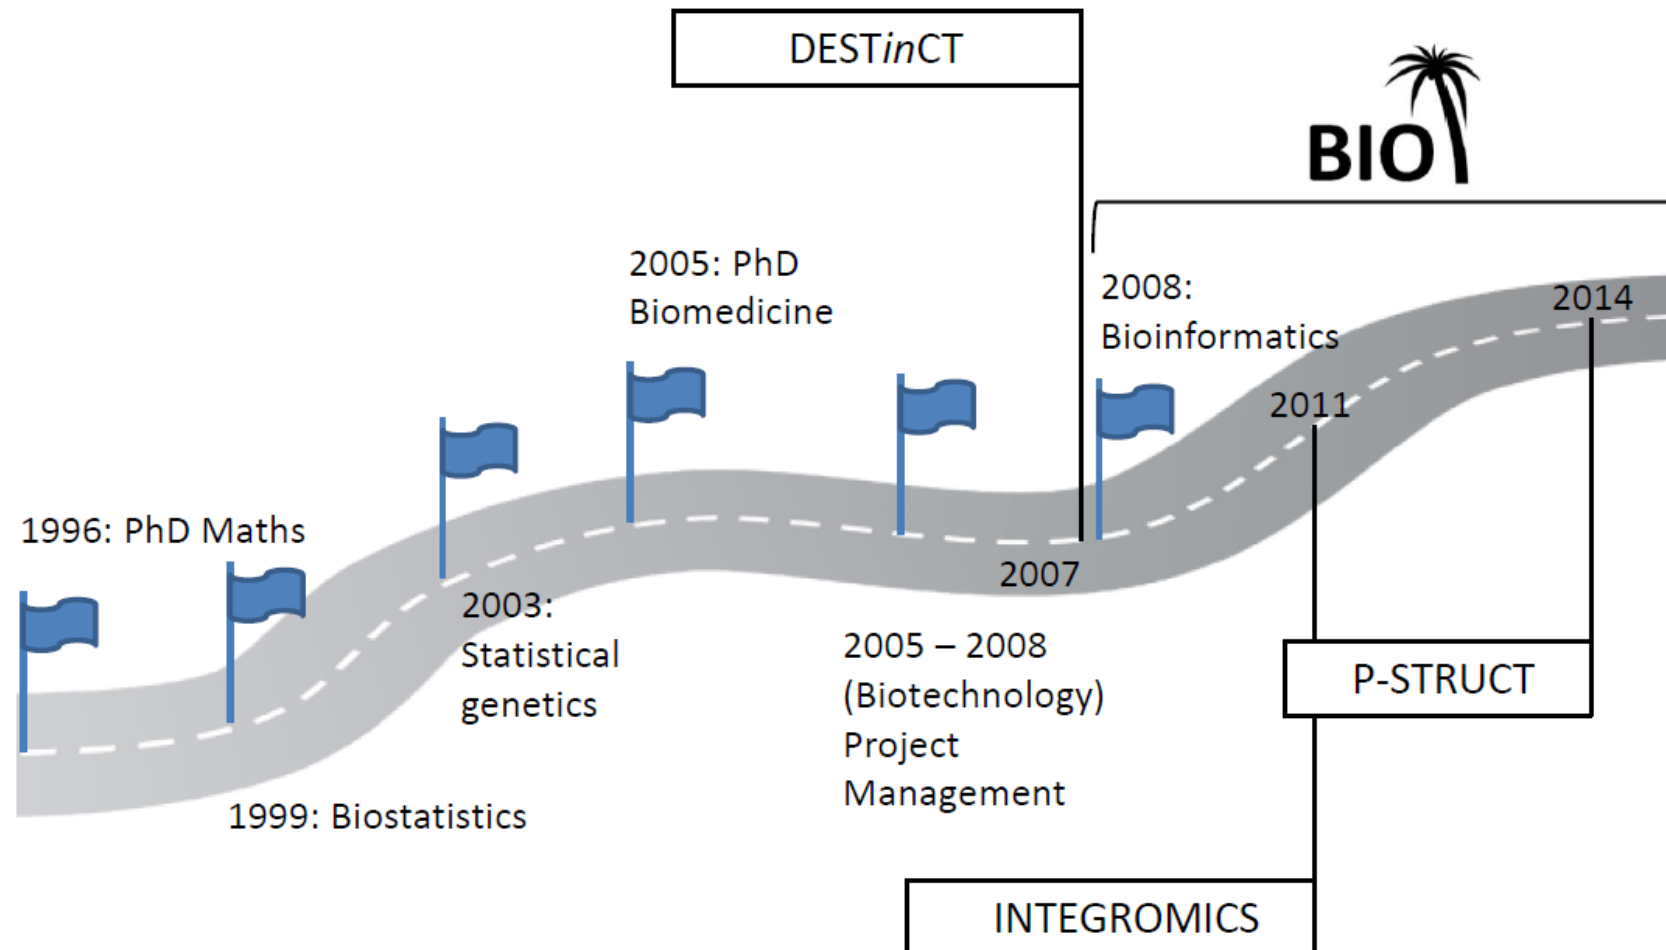 DESTinCT
BIO
2005: PhD
Biomedicine
2008:
Bioinformatics
2014
2011
1996: PhD Maths
2007
2003:
Statistical
genetics
2005 – 2008
(Biotechnology)
Project
Management
P-STRUCT
1999: Biostatistics
INTEGROMICS